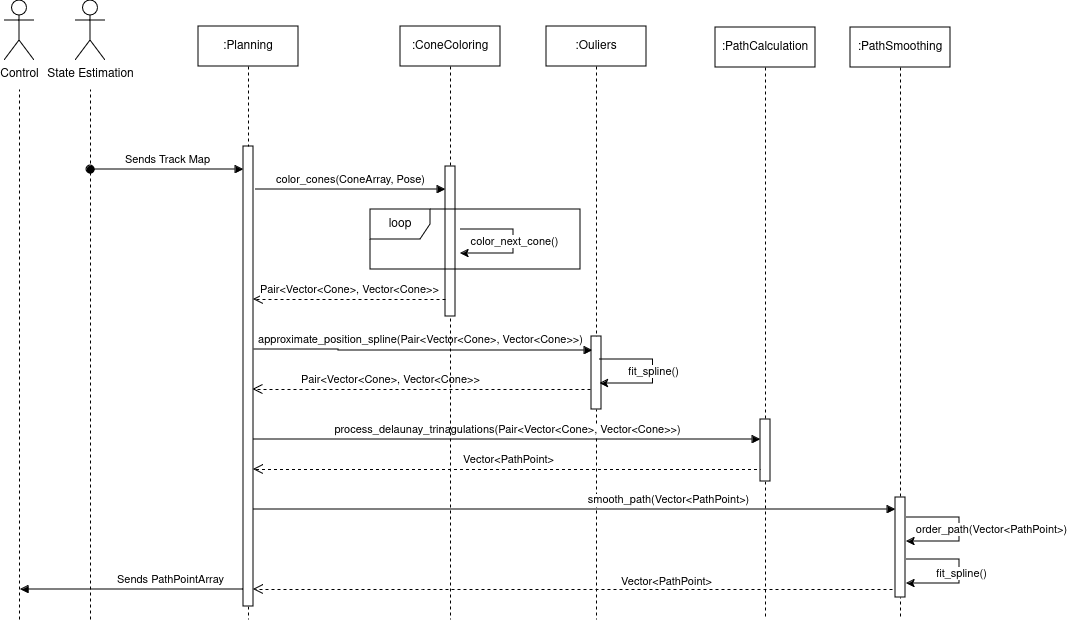 :Planning
:ConeColoring
:Ouliers
:PathCalculation
:PathSmoothing
Control
State Estimation
Sends Track Map
color_cones(ConeArray, Pose)
loop
color_next_cone()
Pair<Vector<Cone>, Vector<Cone>>
approximate_position_spline(Pair<Vector<Cone>, Vector<Cone>>)
fit_spline()
Pair<Vector<Cone>, Vector<Cone>>
process_delaunay_trinagulations(Pair<Vector<Cone>, Vector<Cone>>)
Vector<PathPoint>
smooth_path(Vector<PathPoint>)
order_path(Vector<PathPoint>)
fit_spline()
Sends PathPointArray
Vector<PathPoint>